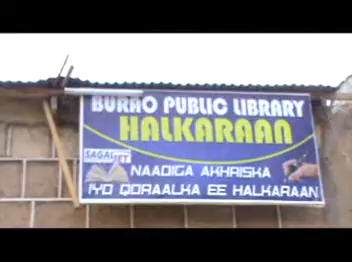 BURAO PUBLIC LIBRARY
HALKARAAN
NAADIGA AKHRISKA
IYO QORAALKA EE HALKARAAN